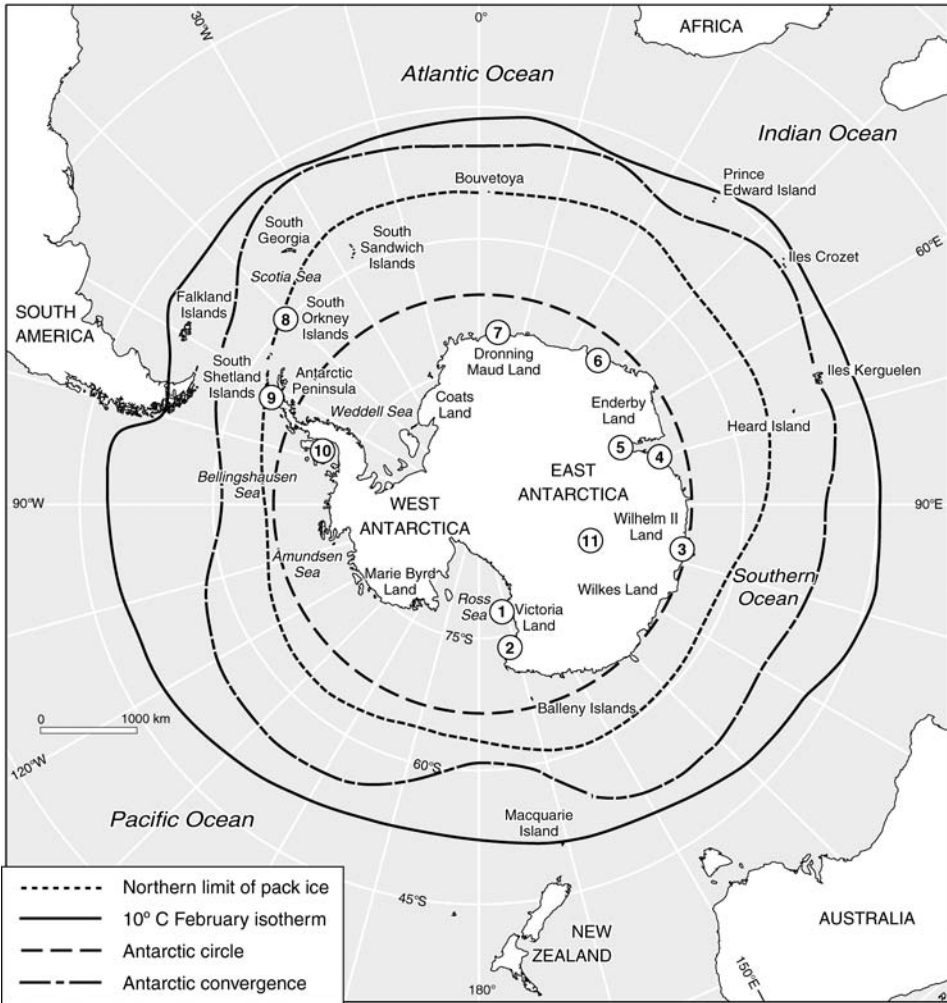 0°
AFRICA
30°W
Atlantic Ocean
Indian Ocean
Bouvetoya
Prince
Edward Island
60°E
South
Georgia
South
Sandwich
Islands
Iles Crozet
Scotia Sea
SOUTH
AMERICA
Falkland
Islands
8
South
Orkney
Islands
7
Dronning
Maud Land
6
South
Shetland
Islands
Antarctic
Peninsula
Iles Kerguelen
9
Weddell Sea
Coats
Land
Enderby
Land
Heard Island
10
5
4
Bellingshausen
Sea
EAST
ANTARCTICA
90°W
WEST
ANTARCTICA
90°E
Wilhelm II
Land
11
3
Amundsen
Sea
Marie Byrd
Land
Wilkes Land
Southern
Ocean
Ross
Sea
1
Victoria
Land
75°S
2
Balleny Islands
0
1000 km
120°W
60°S
Pacific Ocean
Macquarie
Island
45°S
AUSTRALIA
NEW
ZEALAND
150°E
180°
Northern limit of pack ice
10° C February isotherm
Antarctic circle
Antarctic convergence